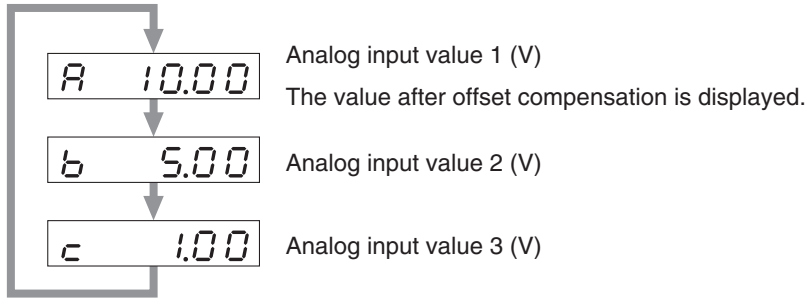 A 10.00
Analog input value 1 (V)
The value after offset compensation is displayed.
b 5.00
Analog input value 2 (V)
c 1.00
Analog input value 3 (V)